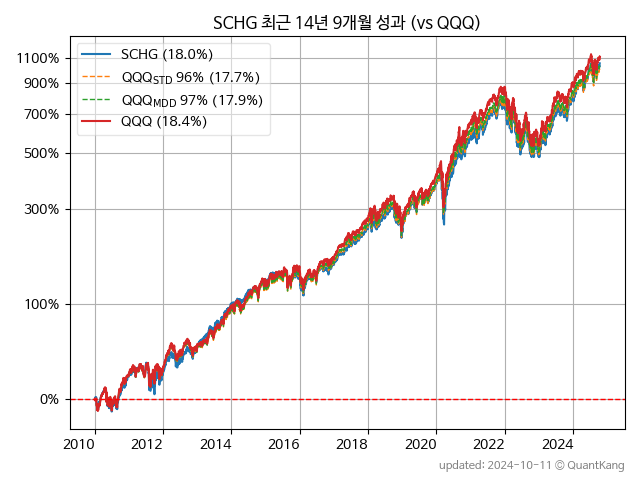 SCHG 최근 14년 9개월 성과 (vs QQQ)
SCHG (18.0%)
QQQSTD 96% (17.7%)
QQQMDD 97% (17.9%)
QQQ (18.4%)
1100%
900%
700%
500%
300%
100%
0%
2010 2012 2014 2016 2018 2020 2022 2024
updated: 2024-10-11 © QuantKang